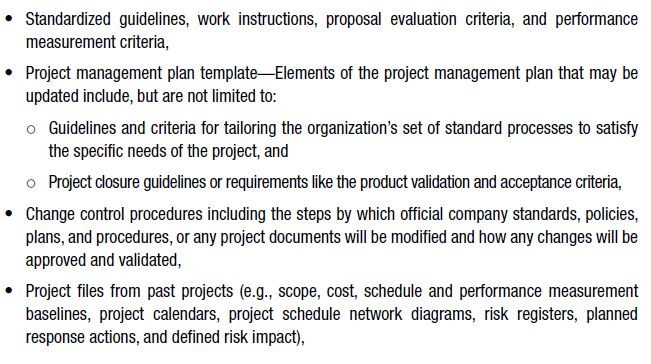 • Standardized guidelines, work instructions, proposal evaluation criteria, and performance
measurement criteria,
• Project management plan template—Elements of the project management plan that may be
updated include, but are not limited to:
○ Guidelines and criteria for tailoring the organization’s set of standard processes to satisfy
the specific needs of the project, and
○ Project closure guidelines or requirements like the product validation and acceptance criteria,
• Change control procedures including the steps by which official company standards, policies,
plans, and procedures, or any project documents will be modified and how any changes will be
approved and validated,
• Project files from past projects (e.g., scope, cost, schedule and performance measurement
baselines, project calendars, project schedule network diagrams, risk registers, planned
response actions, and defined risk impact),